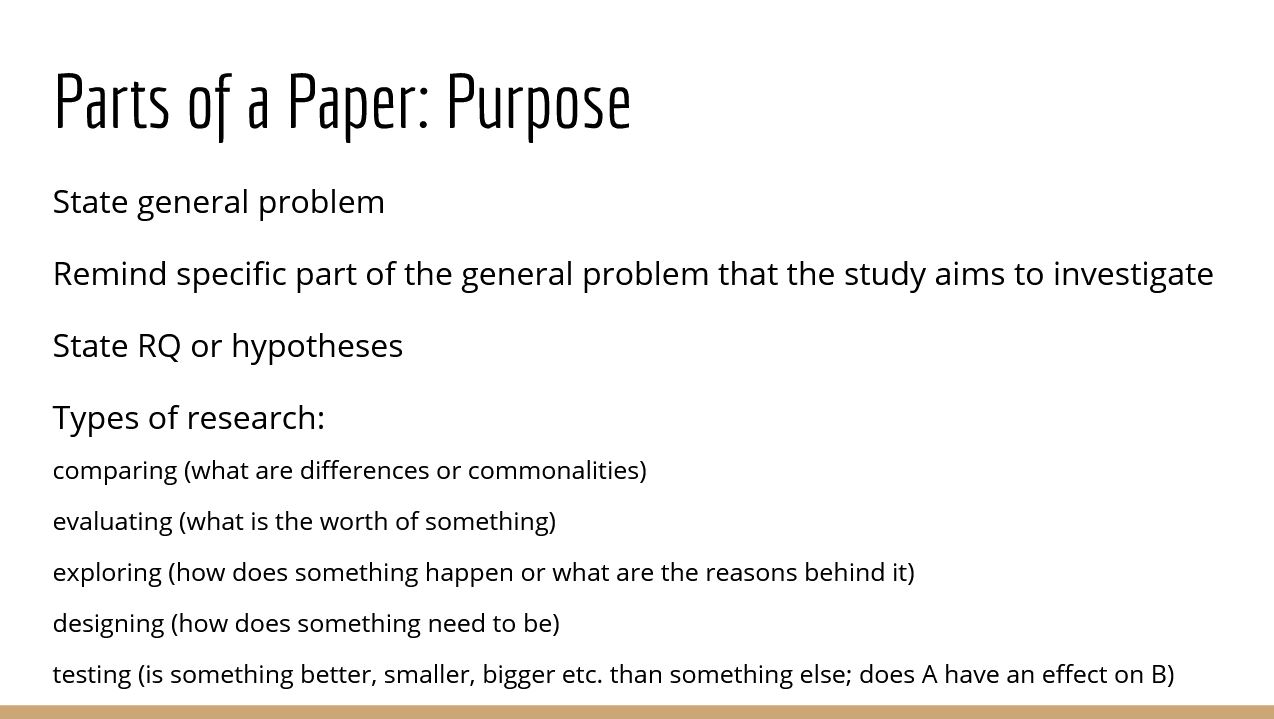 Parts of a Paper: Purpose
State general problem
Remind specific part of the general problem that the study aims to investigate
State RQ or hypotheses
Types of research:
comparing (what are differences or commonalities)
evaluating (what is the worth of something)
exploring (how does something happen or what are the reasons behind it)
designing (how does something need to be)
testing (is something better, smaller, bigger etc. than something else; does A have an effect on B)